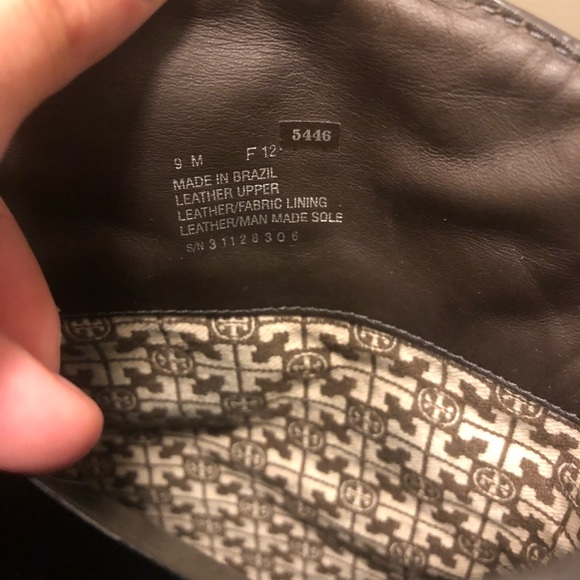 5446
9 M F 12
MADE IN BRAZIL
LEATHER UPPER
LEATHER/FABRIC LINING
LEATHER/MAN MADE SOLE
S/N 31128306